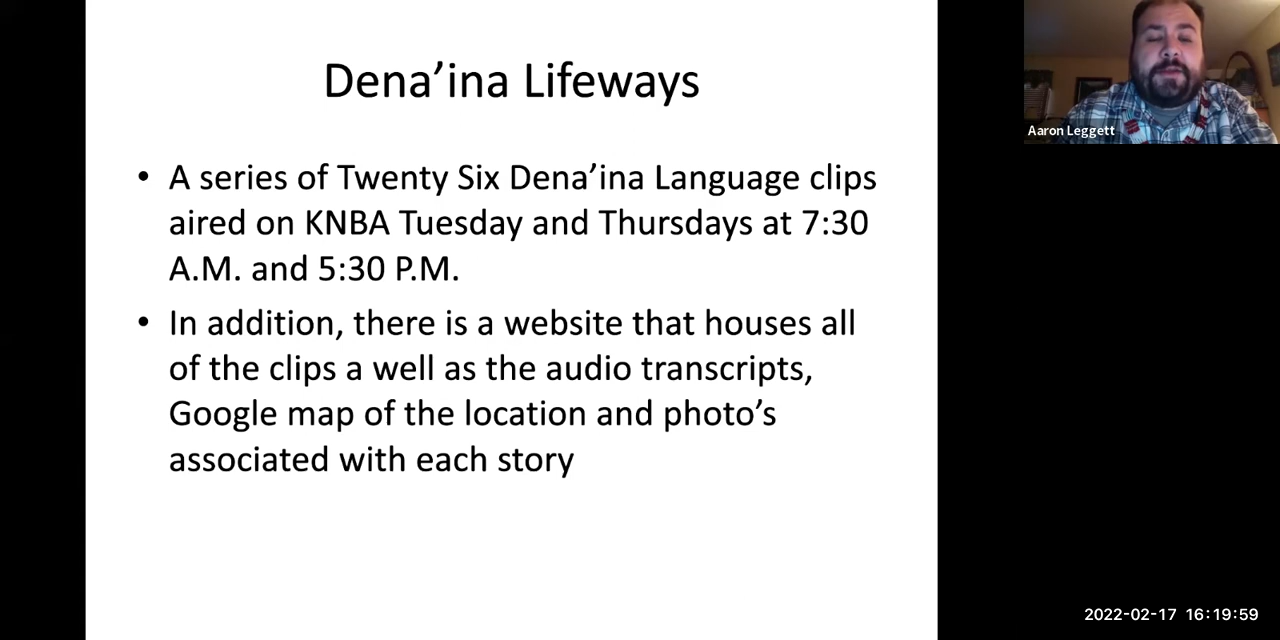 Dena’ina Lifeways
• A series of Twenty Six Dena’ina Language clips
aired on KNBA Tuesday and Thursdays at 7:30
A.M. and 5:30 P.M.
• In addition, there is a website that houses all
of the clips a well as the audio transcripts,
Google map of the location and photo’s
associated with each story
Aaron Leggett
2022-02-17 16:19:59